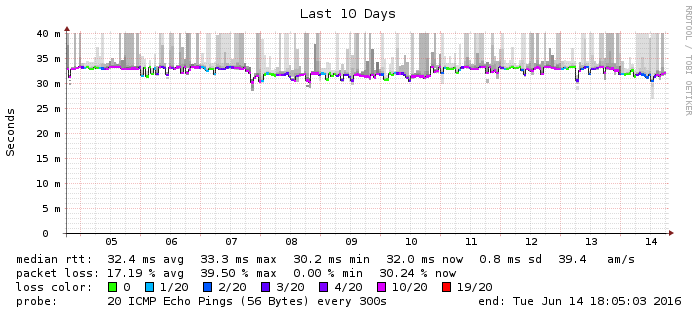 Last 10 Days
RRDTOOL / TOBI OETIKER
Seconds
40 m
35 m
30 m
25 m
20 m
15 m
10 m
5 m
0
05 06 07 08 09 10 11 12 13 14
median rtt: 32.4 ms avg 33.3 ms max 30.2 ms min 32.0 ms now 0.8 ms sd 39.4 am/s
packet loss: 17.19 % avg 39.50 % max 0.00 % min 30.24 % now
loss color: 0 1/20 2/20 3/20 4/20 10/20 19/20
probe: 20 ICMP Echo Pings (56 Bytes) every 300s end: Tue Jun 14 18:05:03 2016